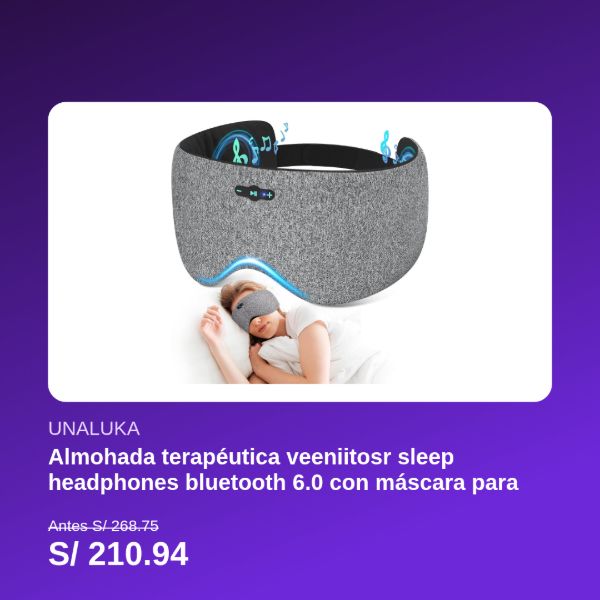 UNALUKA
Almohada terapéutica veeniitosr sleep
headphones bluetooth 6.0 con máscara para
Antes S/ 268.75
S/ 210.94